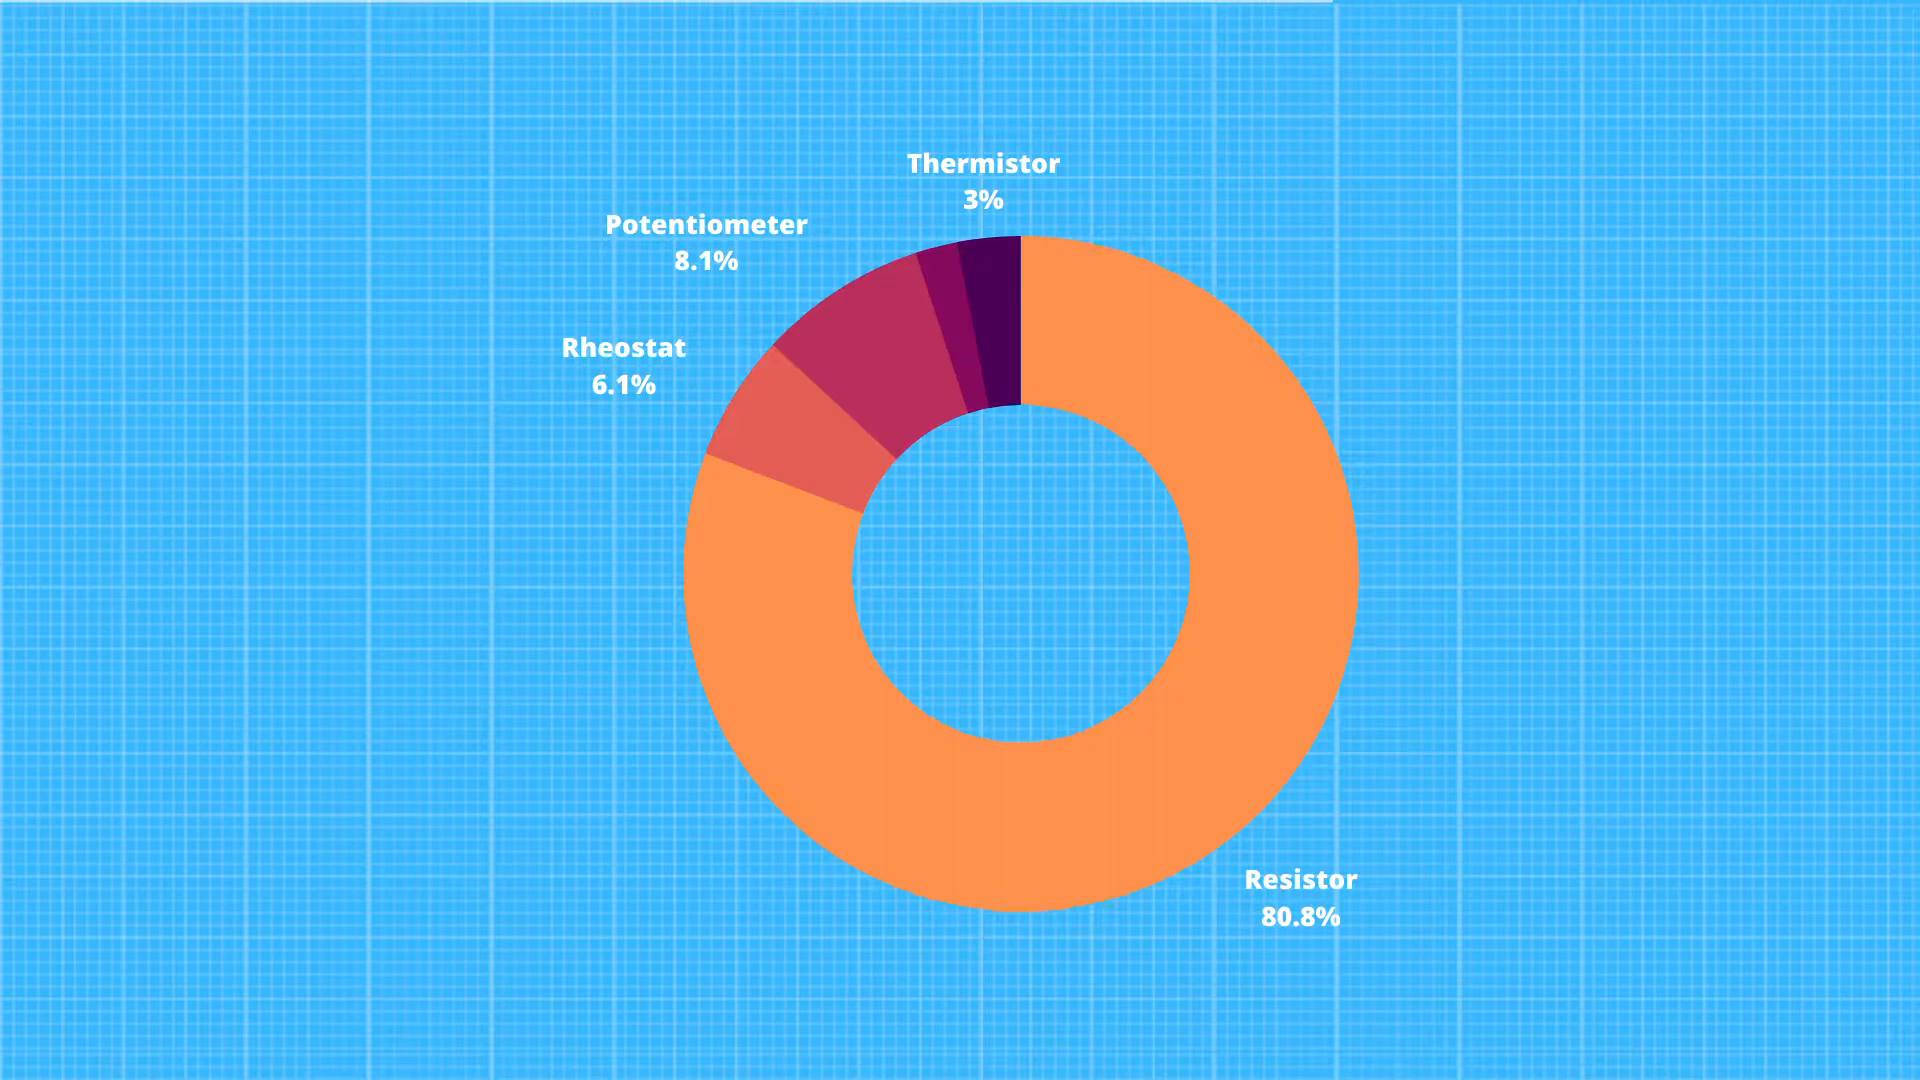 Thermistor
3%
Potentiometer
8.1%
Rheostat
6.1%
Resistor
80.8%